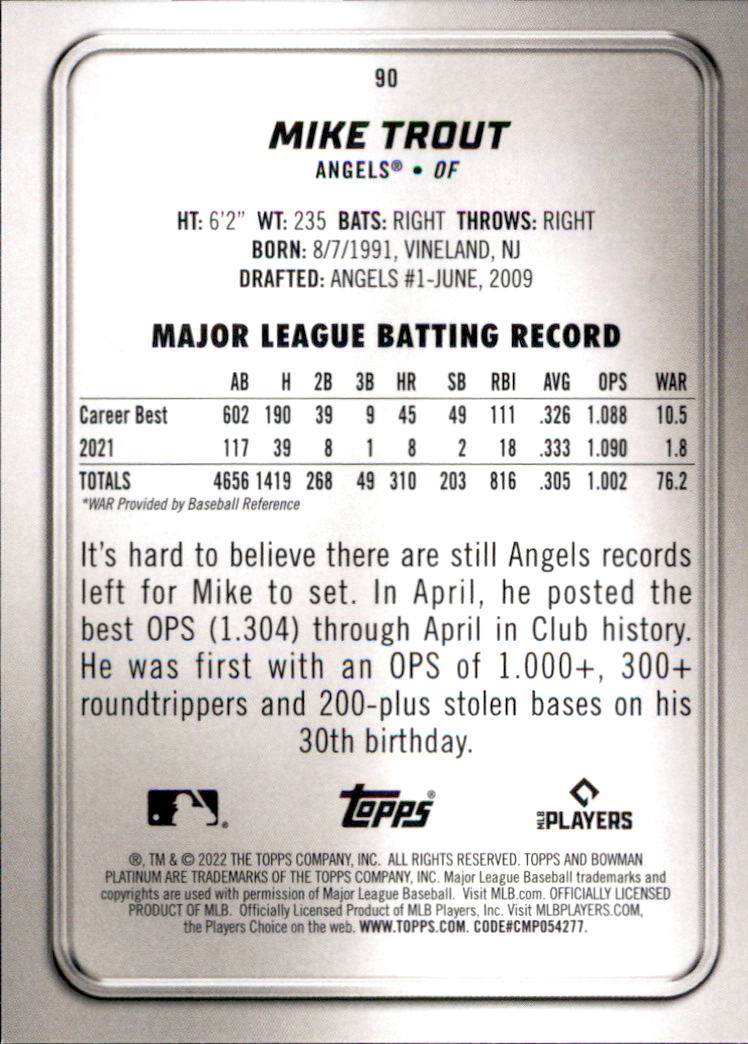 90
MIKE TROUT
ANGELS® • OF
HT: 6'2" WT: 235 BATS: RIGHT THROWS: RIGHT
BORN: 8/7/1991, VINELAND, NJ
DRAFTED: ANGELS #1-JUNE, 2009
MAJOR LEAGUE BATTING RECORD
AB H 2B 3B HR SB RBI AVG OPS WAR
Career Best 602 190 39 9 45 49 111 .326 1.088 10.5
2021 117 39 8 1 8 2 18 .333 1.090 1.8
TOTALS 4656 1419 268 49 310 203 816 .305 1.002 76.2
*WAR Provided by Baseball Reference
It's hard to believe there are still Angels records
left for Mike to set. In April, he posted the
best OPS (1.304) through April in Club history.
He was first with an OPS of 1.000+, 300+
roundtrippers and 200-plus stolen bases on his
30th birthday.
® Topps® MLB PLAYERS
®, TM & © 2022 THE TOPPS COMPANY, INC. ALL RIGHTS RESERVED. TOPPS AND BOWMAN
PLATINUM ARE TRADEMARKS OF THE TOPPS COMPANY, INC. Major League Baseball trademarks and
copyrights are used with permission of Major League Baseball. Visit MLB.com. OFFICIALLY LICENSED
PRODUCT OF MLB. Officially Licensed Product of MLB Players, Inc. Visit MLBPLAYERS.COM,
the Players Choice on the web. WWW.TOPPS.COM. CODE#CMP054277.